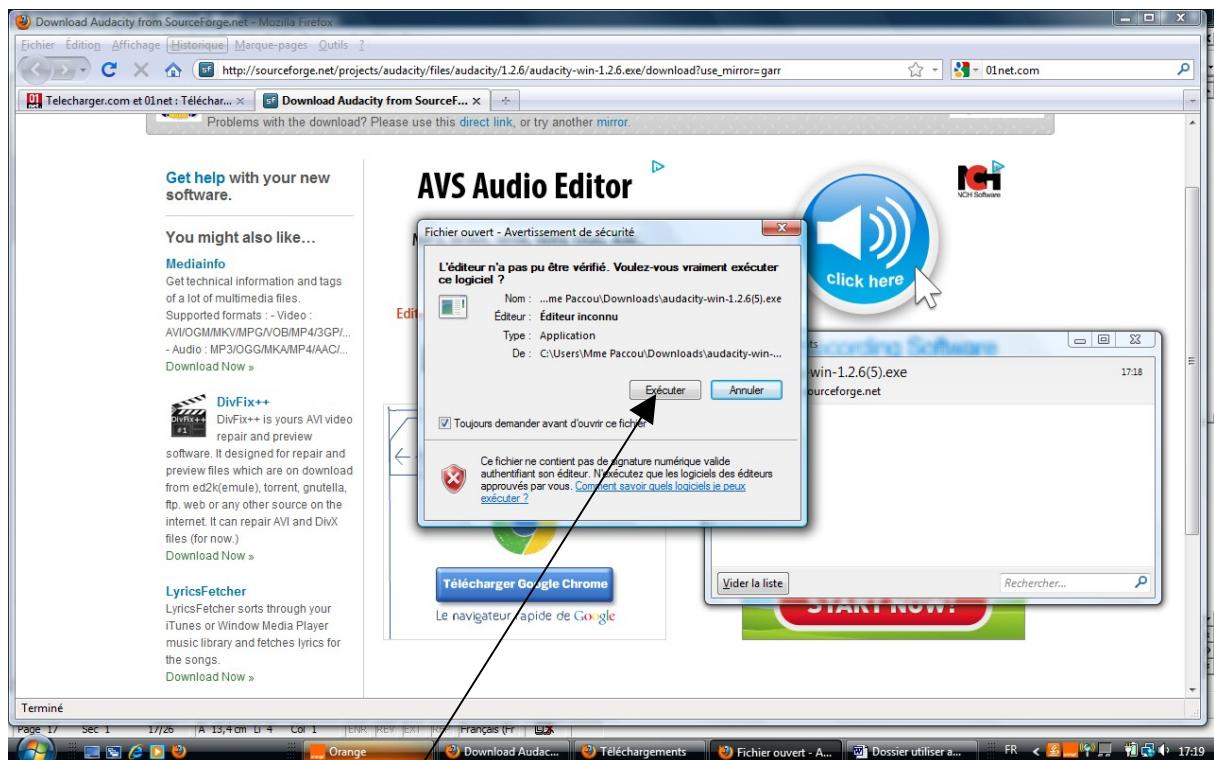 Download Audacity from SourceForge.net - Mozilla Firefox
Fichier Édition Affichage Historique Marque-pages Outils ?
http://sourceforge.net/projects/audacity/files/audacity/1.2.6/audacity-win-1.2.6.exe/download?use_mirror=garr
01net.com
Telecharger.com et 01net : Téléchar...
Download Audacity from SourceF...
Problems with the download? Please use this direct link, or try another mirror.
Get help with your new
software.
You might also like...
Mediainfo
Get technical information and tags
of a lot of multimedia files.
Supported formats : - Video :
AVI/OGM/MKV/MPG/VOB/MP4/3GP/...
- Audio : MP3/OGG/MKA/MP4/AAC/...
Download Now »
DivFix++
#1
DivFix++
DivFix++ is yours AVI video
repair and preview
software. It designed for repair and
preview files which are on download
from ed2k(emule), torrent, gnutella,
ftp. web or any other source on the
internet. It can repair AVI and DivX
files (for now.)
Download Now »
LyricsFetcher
LyricsFetcher sorts through your
iTunes or Window Media Player
music library and fetches lyrics for
the songs.
Download Now »
AVS Audio Editor
NCH
NCH Software
click here
Edit
Fichier ouvert - Avertissement de sécurité
L'éditeur n'a pas pu être vérifié. Voulez-vous vraiment exécuter
ce logiciel ?
Nom : ...me Paccou\Downloads\audacity-win-1.2.6(5).exe
Éditeur : Éditeur inconnu
Type : Application
De : C:\Users\Mme Paccou\Downloads\audacity-win-...
Exécuter
Annuler
Toujours demander avant d'ouvrir ce fichier
Ce fichier ne contient pas de signature numérique valide
authentifiant son éditeur. N'exécutez que les logiciels des éditeurs
approuvés par vous. Comment savoir quels logiciels je peux
exécuter ?
Recording Software
win-1.2.6(5).exe
17:18
ourceforge.net
Vider la liste
Rechercher...
Télécharger Google Chrome
Le navigateur rapide de Google
START NOW!
Terminé
Page 17 Sec 1 17/26 À 13,4 cm Li 4 Col 1 ENR REV EXT RFP Français (Fr
Orange
Download Audac...
Téléchargements
Fichier ouvert - A...
Dossier utiliser a...
FR
17:19